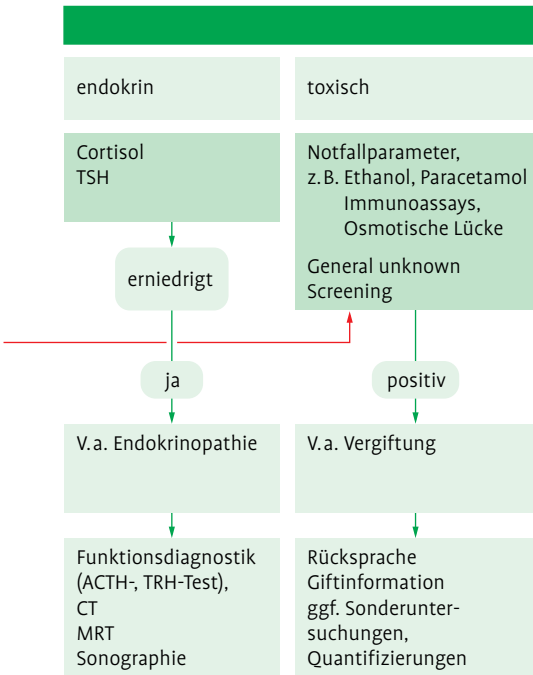 endokrin
Cortisol
TSH
erniedrigt
ja
V. a. Endokrinopathie
Funktionsdiagnostik
(ACTH-, TRH-Test),
CT
MRT
Sonographie
toxisch
Notfallparameter,
z. B. Ethanol, Paracetamol
Immunoassays,
Osmotische Lücke
General unknown
Screening
positiv
V. a. Vergiftung
Rücksprache
Giftinformation
ggf. Sonderunter-
suchungen,
Quantifizierungen